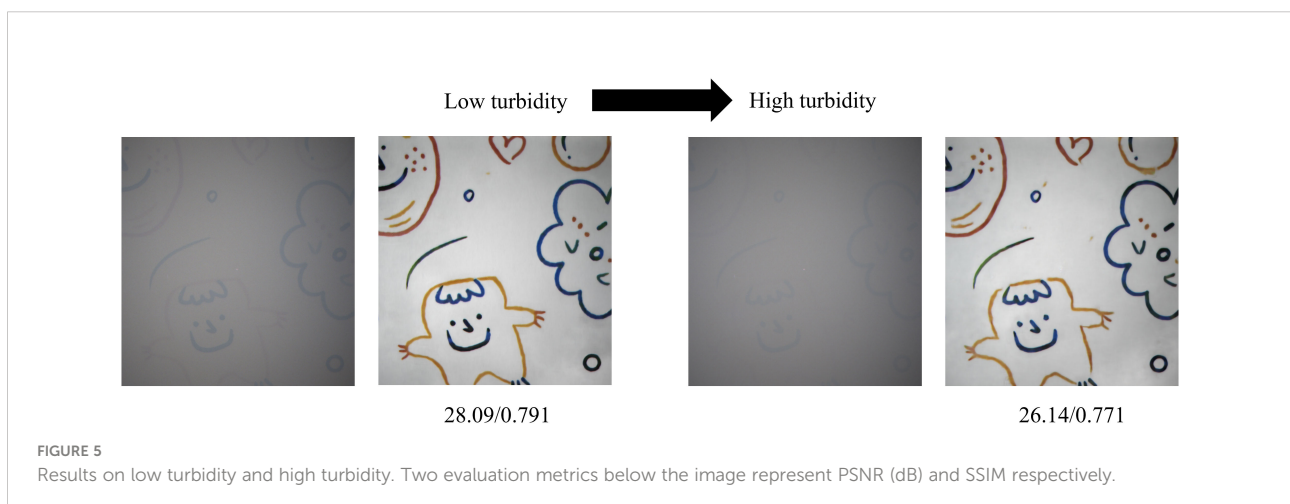 Low turbidity
High turbidity
28.09/0.791
26.14/0.771
FIGURE 5
Results on low turbidity and high turbidity. Two evaluation metrics below the image represent PSNR (dB) and SSIM respectively.